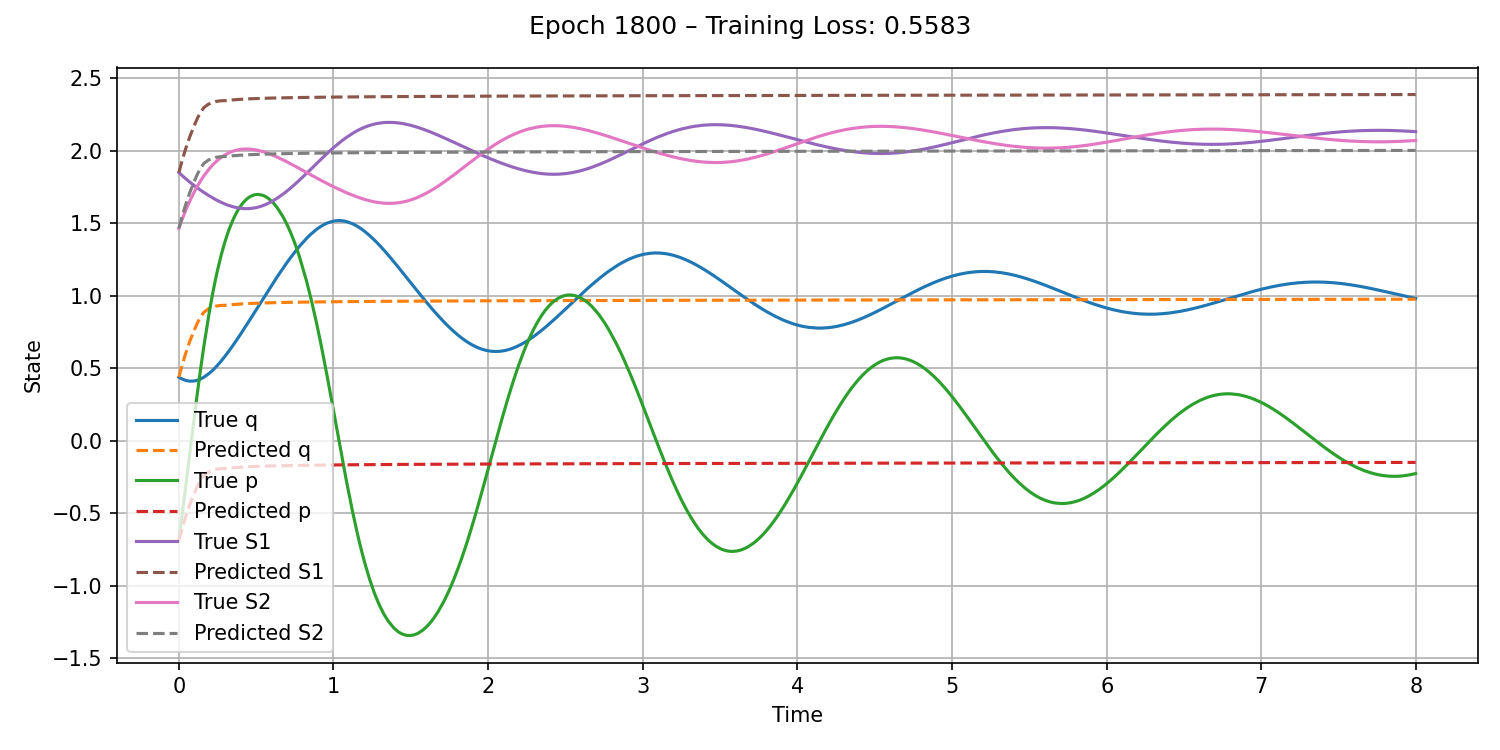 Epoch 1800 – Training Loss: 0.5583
2.5
2.0
1.5
1.0
0.5
0.0
−0.5
−1.0
−1.5
State
True q
Predicted q
True p
Predicted p
True S1
Predicted S1
True S2
Predicted S2
0 1 2 3 4 5 6 7 8
Time